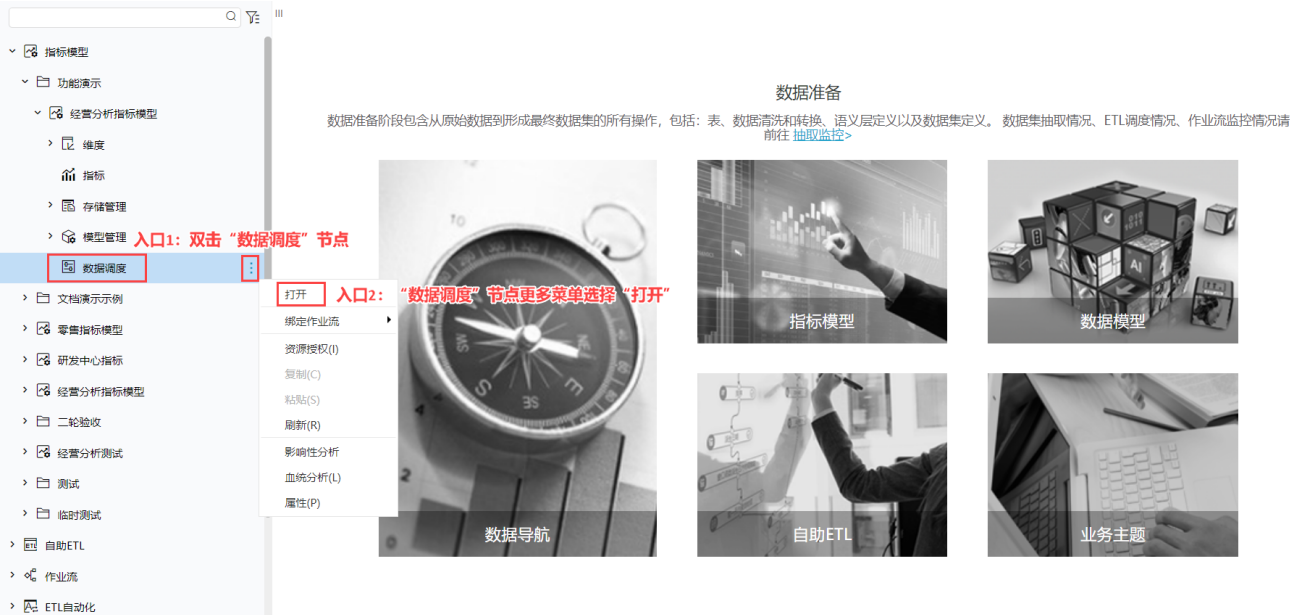 指标模型
功能演示
经营分析指标模型
维度
指标
存储管理
模型管理
入口1：双击“数据调度”节点
数据调度
文档演示示例
零售指标模型
研发中心指标
经营分析指标模型
二轮验收
经营分析测试
测试
临时测试
ETL 自助ETL
作业流
ETL自动化
打开
入口2：“数据调度”节点更多菜单选择“打开”
绑定作业流
资源授权(I)
复制(C)
粘贴(S)
刷新(R)
影响性分析
血统分析(L)
属性(P)
数据准备
数据准备阶段包含从原始数据到形成最终数据集的所有操作，包括：表、数据清洗和转换、语义层定义以及数据集定义。 数据集抽取情况、ETL调度情况、作业流监控情况请
前往 抽取监控>
数据导航
指标模型
数据模型
自助ETL
业务主题
10
SW
S
SE
E
NE
4
2
0
AI